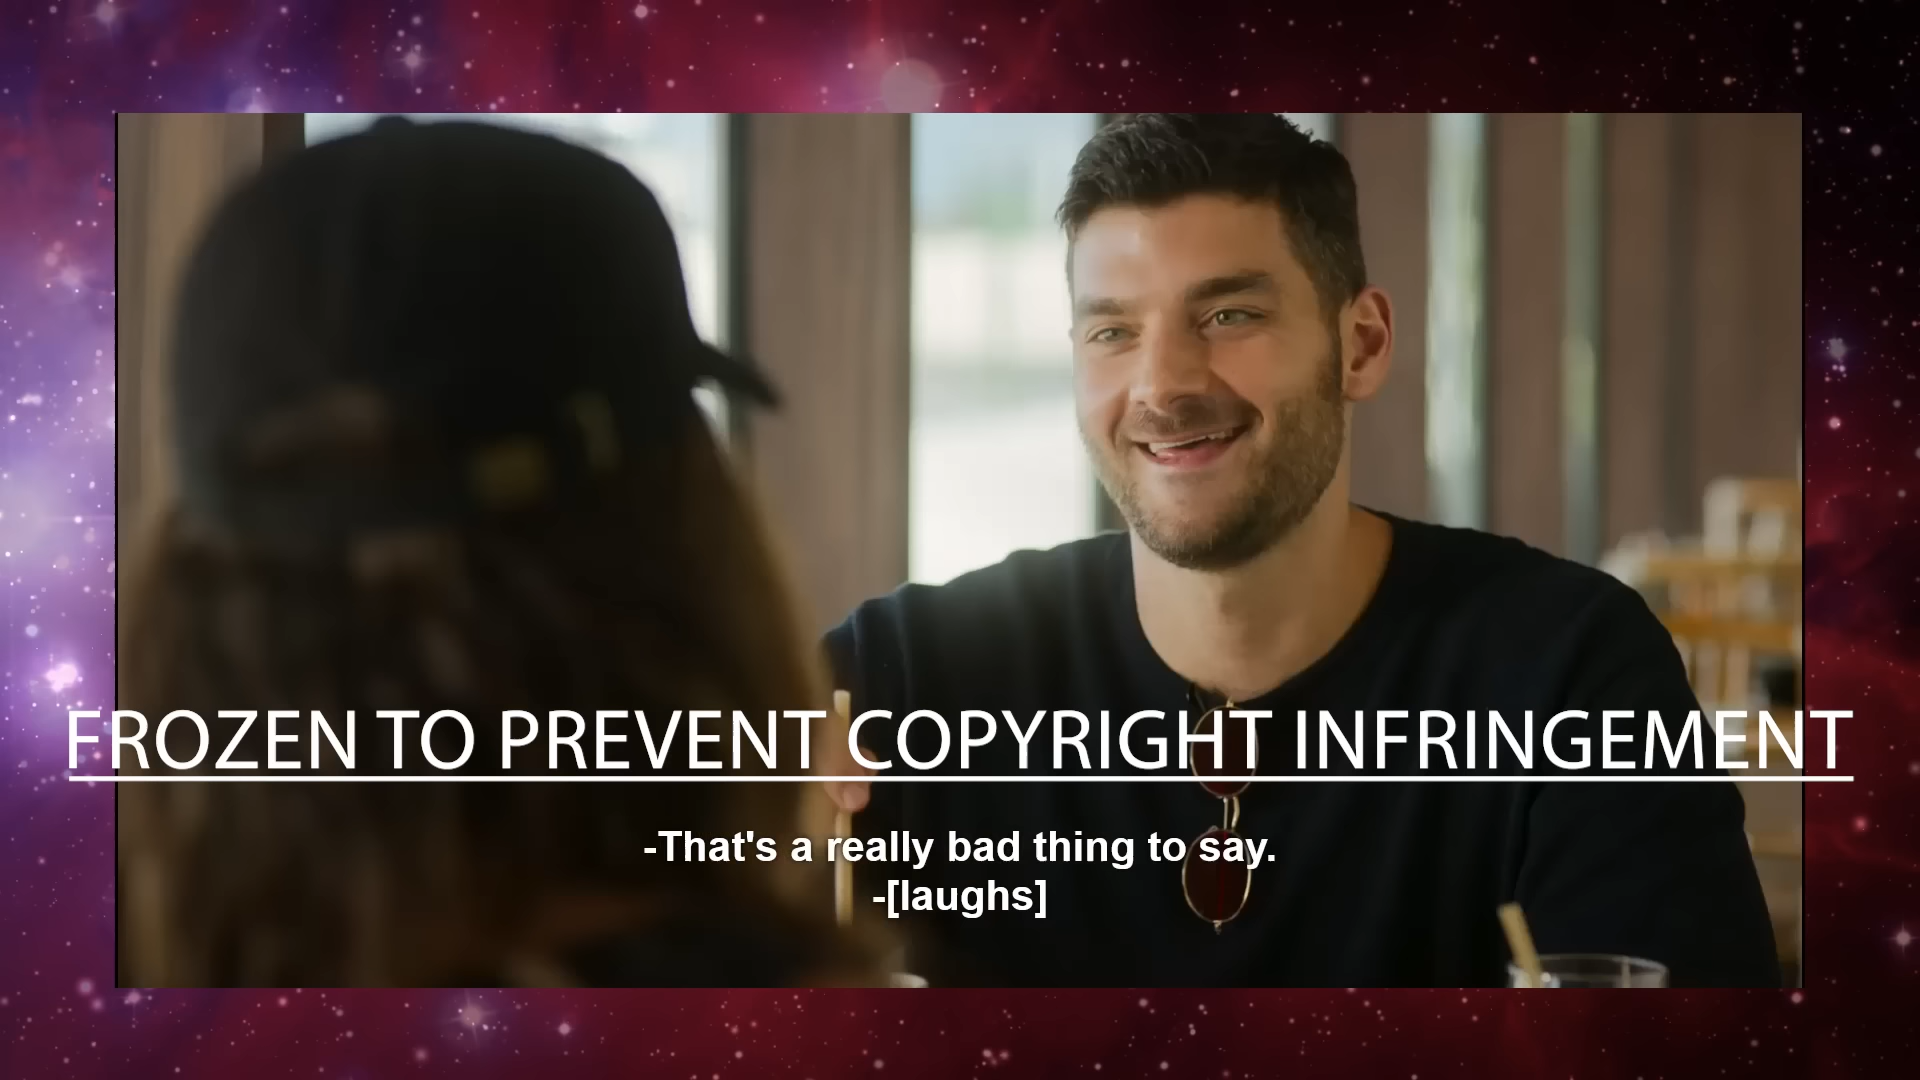 FROZEN TO PREVENT COPYRIGHT INFRINGEMENT
-That's a really bad thing to say.
-[laughs]